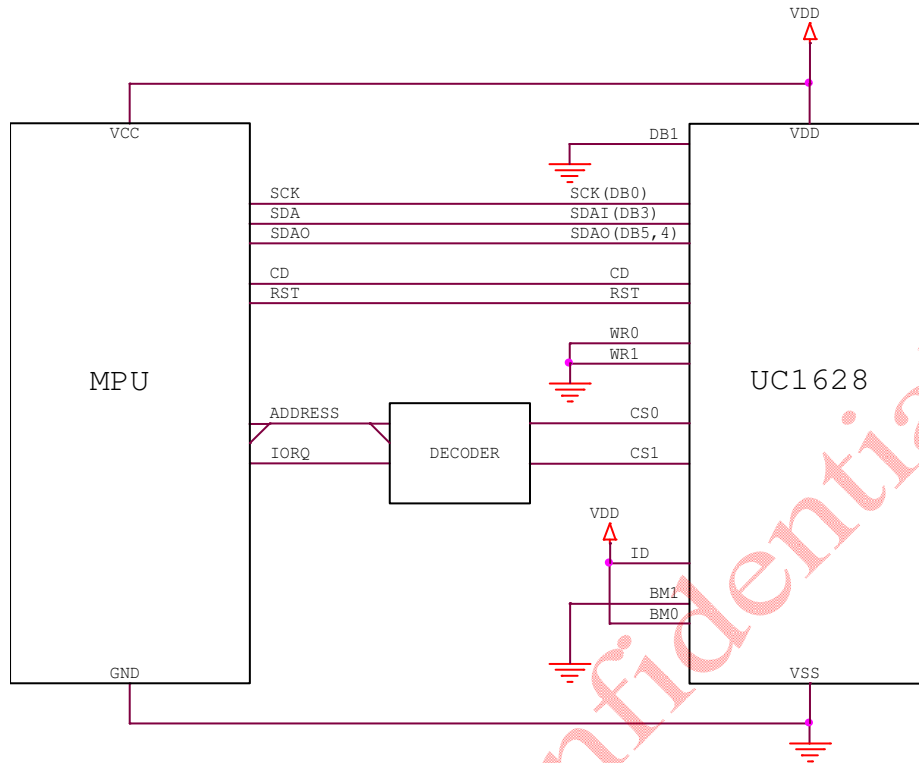 VDD
VCC
VDD
DB1
SCK
SCK(DB0)
SDA
SDAI(DB3)
SDAO
SDAO(DB5,4)
CD
CD
RST
RST
WR0
WR1
MPU
UC1628
ADDRESS
CS0
DECODER
IORQ
CS1
VDD
ID
BM1
BM0
GND
VSS
nfidentia